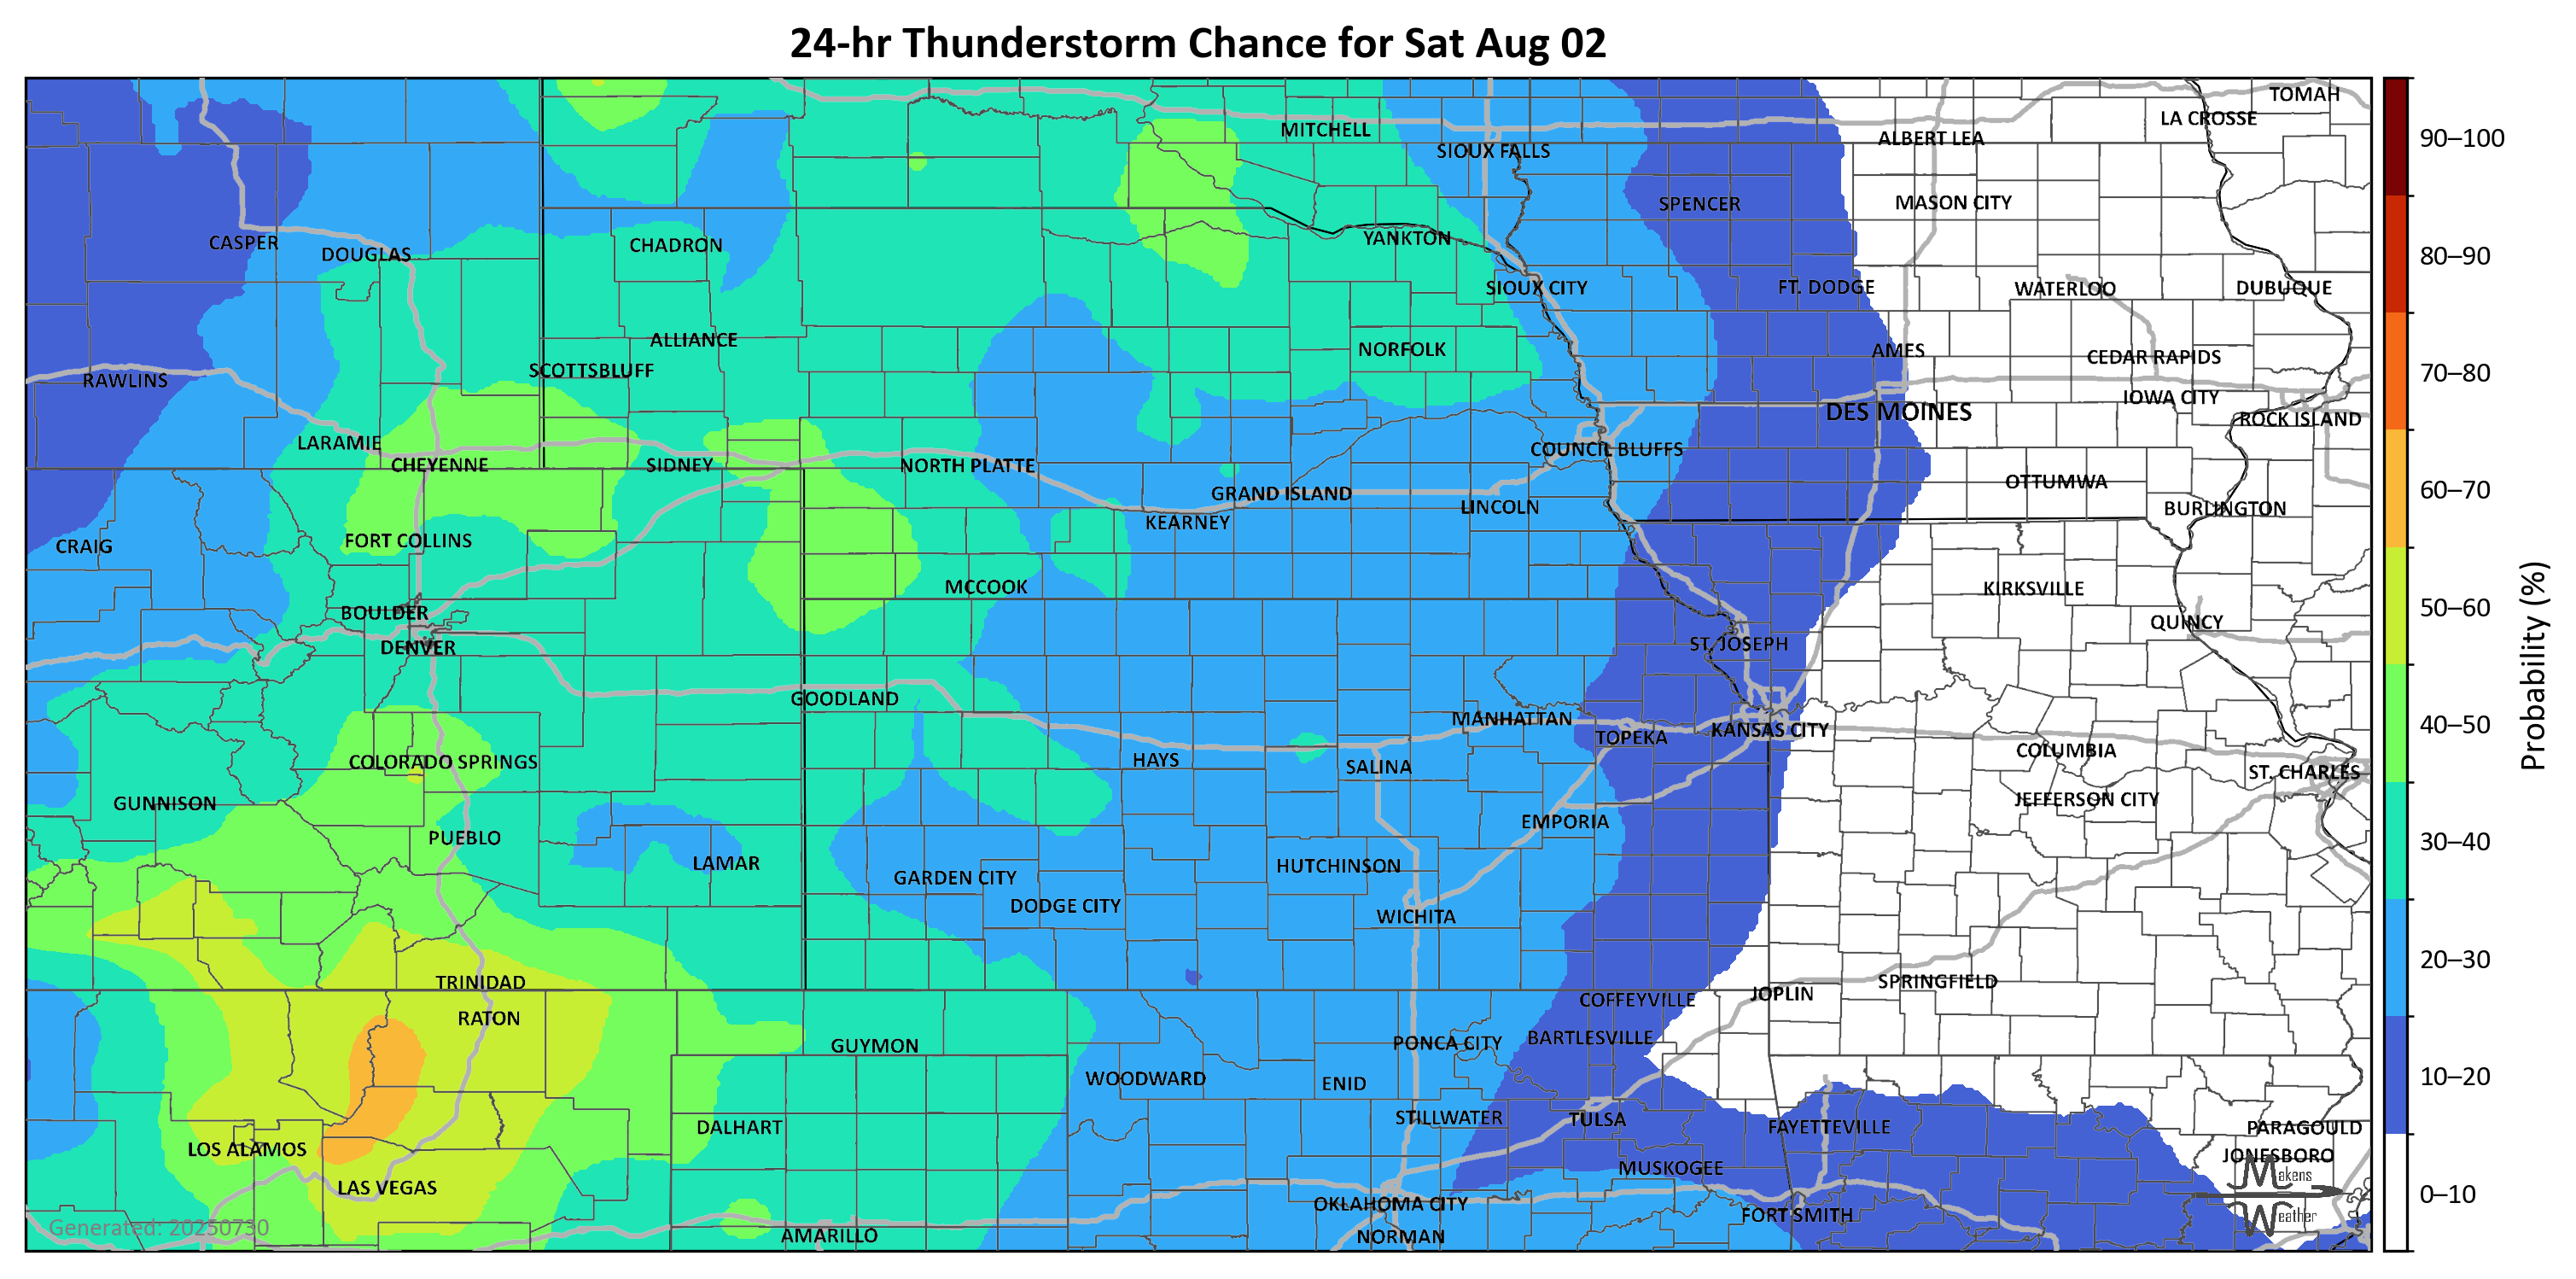 24-hr Thunderstorm Chance for Sat Aug 02
TOMAH
LA CROSSE
MITCHELL
ALBERT LEA
SIOUX FALLS
SPENCER
MASON CITY
CASPER
DOUGLAS
CHADRON
YANKTON
SIOUX CITY
FT. DODGE
WATERLOO
DUBUQUE
ALLIANCE
NORFOLK
AMES
CEDAR RAPIDS
SCOTTSBLUFF
RAWLINS
IOWA CITY
DES MOINES
ROCK ISLAND
LARAMIE
COUNCIL BLUFFS
CHEYENNE
SIDNEY
NORTH PLATTE
OTTUMWA
GRAND ISLAND
LINCOLN
BURLINGTON
KEARNEY
CRAIG
FORT COLLINS
MCCOOK
KIRKSVILLE
BOULDER
QUINCY
DENVER
ST. JOSEPH
GOODLAND
MANHATTAN
TOPEKA
KANSAS CITY
COLUMBIA
COLORADO SPRINGS
HAYS
SALINA
ST. CHARLES
GUNNISON
JEFFERSON CITY
EMPORIA
PUEBLO
LAMAR
HUTCHINSON
GARDEN CITY
DODGE CITY
WICHITA
TRINIDAD
SPRINGFIELD
JOPLIN
COFFEYVILLE
RATON
BARTLESVILLE
GUYMON
PONCA CITY
WOODWARD
ENID
STILLWATER
TULSA
DALHART
FAYETTEVILLE
PARAGOULD
LOS ALAMOS
JONESBORO
MUSKOGEE
LAS VEGAS
OKLAHOMA CITY
FORT SMITH
AMARILLO
NORMAN
Generated: 20250730
Makens
Weather
90–100
80–90
70–80
60–70
50–60
40–50
30–40
20–30
10–20
0–10
Probability (%)